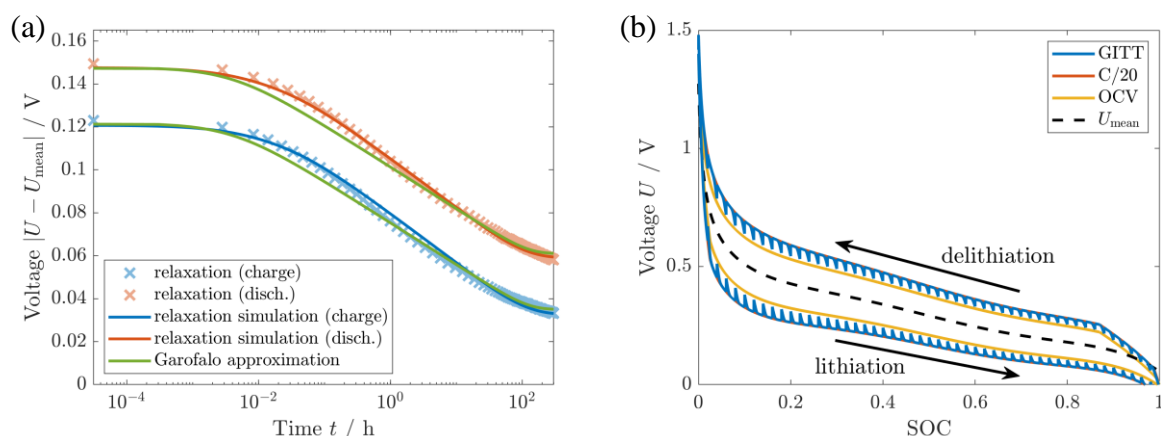 (a)
Voltage |U − U_mean| / V
0.16
0.14
0.12
0.1
0.08
0.06
0.04
0.02
0
relaxation (charge)
relaxation (disch.)
relaxation simulation (charge)
relaxation simulation (disch.)
Garofalo approximation
10⁻⁴
10⁻²
10⁰
10²
Time t / h
(b)
Voltage U / V
1.5
1
0.5
0
GITT
C/20
OCV
U_mean
delithiation
lithiation
0
0.2
0.4
0.6
0.8
1
SOC